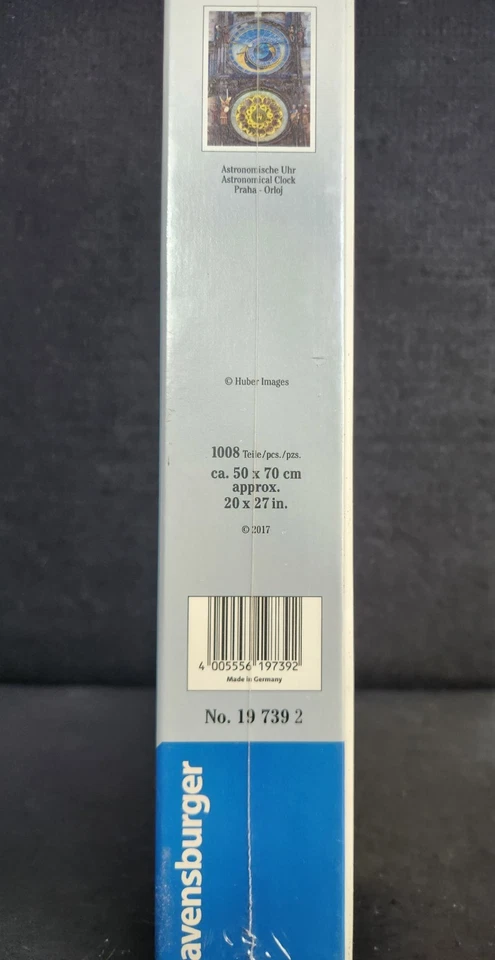 Astronomische Uhr
Astronomical Clock
Praha - Orloj
© Huber Images
1008 Teile/pcs./pzs.
ca. 50 x 70 cm
approx.
20 x 27 in.
© 2017
4 005556 197392
Made in Germany
No. 19 739 2
avensburger